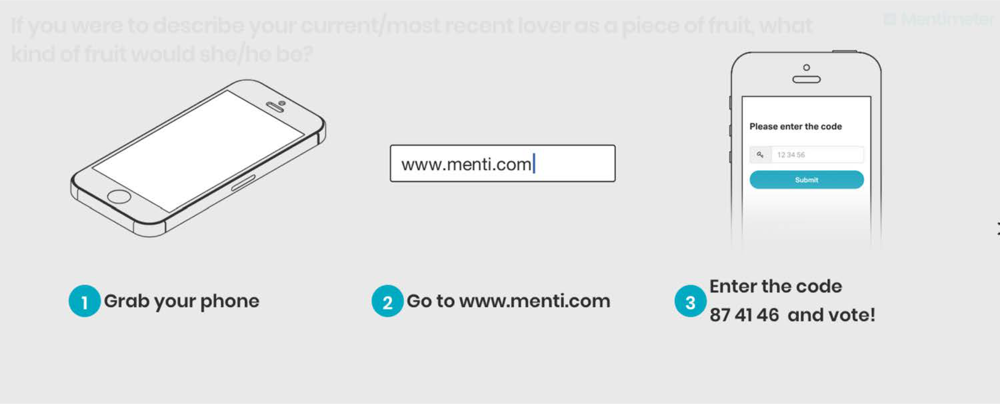 If you were to describe your current/most recent lover as a piece of fruit, what
kind of fruit would she/he be?
Mentimeter
www.menti.com
Please enter the code
12 34 56
Submit
1 Grab your phone
2 Go to www.menti.com
3 Enter the code
87 41 46 and vote!